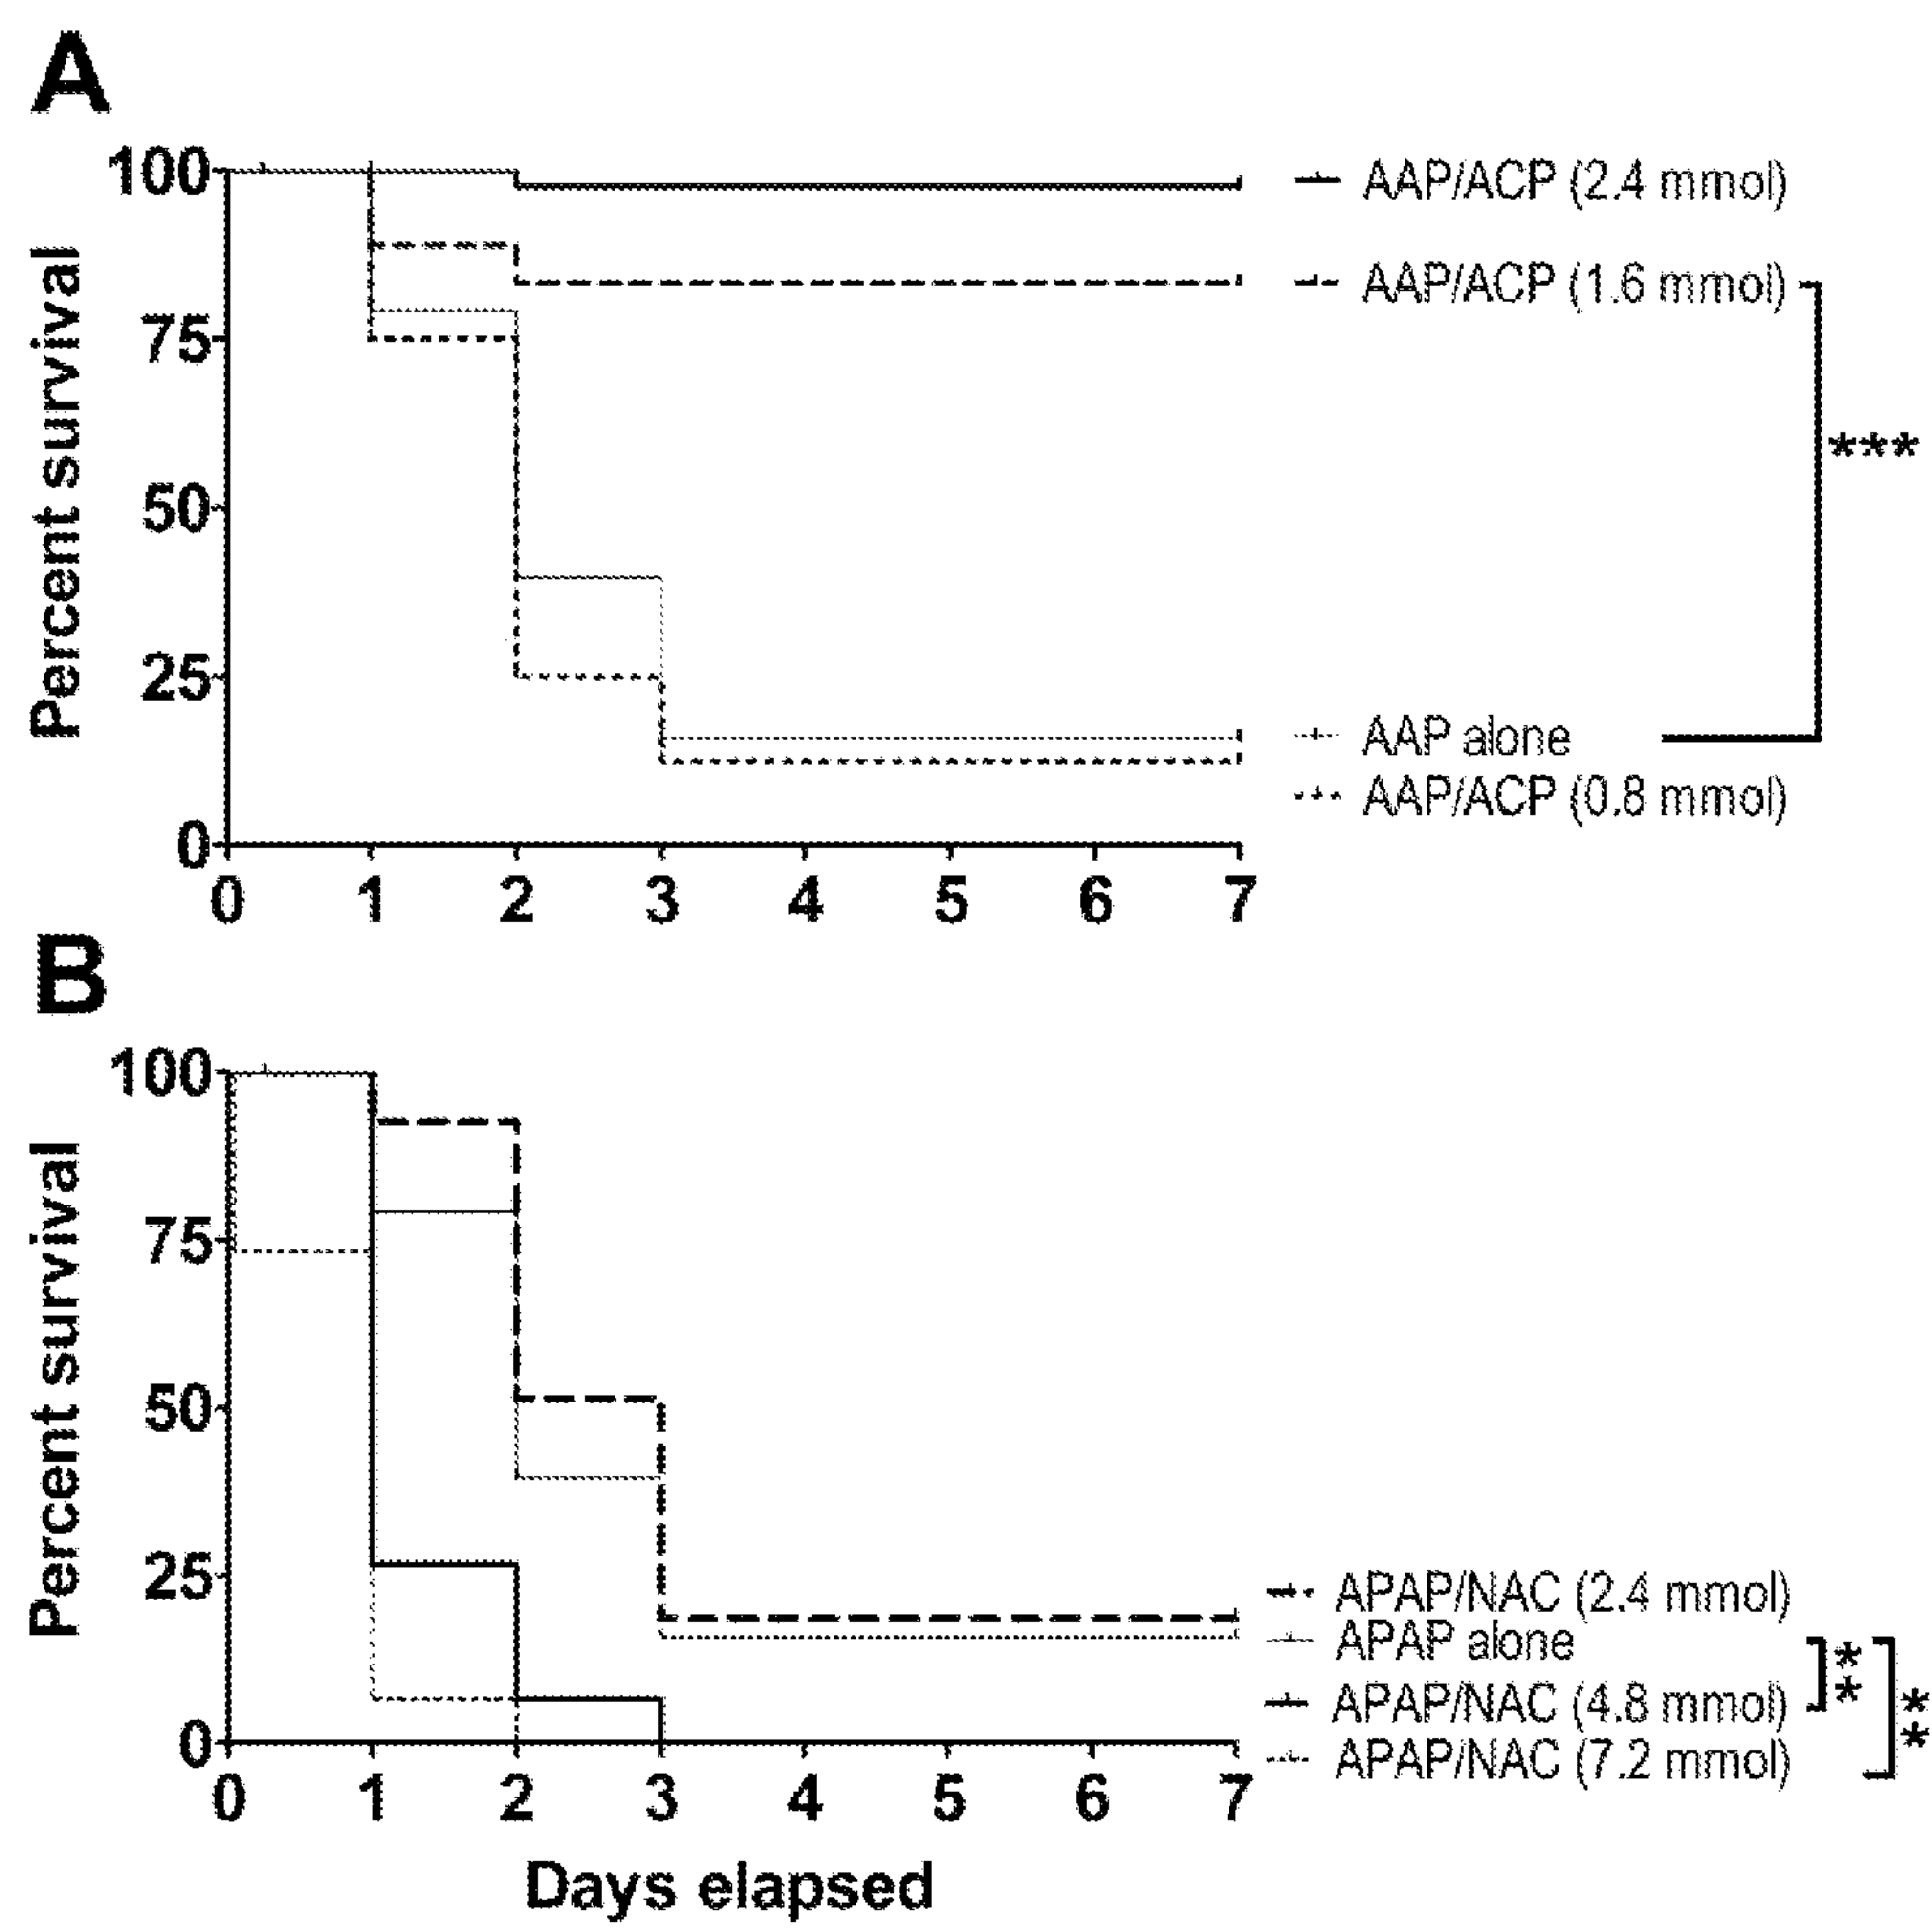 A
Percent survival
100
75
50
25
0
0 1 2 3 4 5 6 7
AAP/ACP (2.4 mmol)
AAP/ACP (1.6 mmol)
***
AAP alone
AAP/ACP (0.8 mmol)
B
Percent survival
100
75
50
25
0
0 1 2 3 4 5 6 7
Days elapsed
APAP/NAC (2.4 mmol)
APAP alone
APAP/NAC (4.8 mmol)
APAP/NAC (7.2 mmol)
**
**